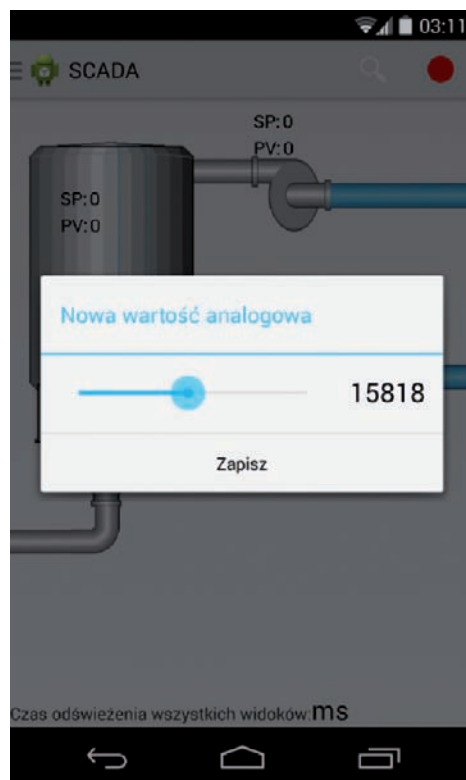 03:11
SCADA
SP:0
PV:0
SP:0
PV:0
Nowa wartość analogowa
15818
Zapisz
Czas odświeżenia wszystkich widoków:ms